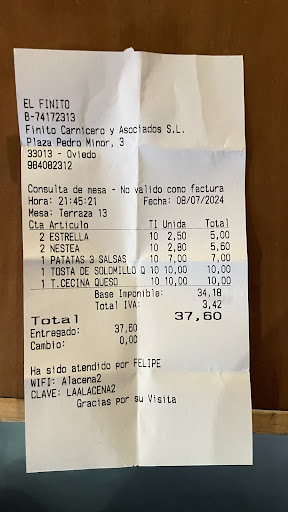 EL FINITO
B-74172313
Finito Carnicero y Asociados S.L.
Plaza Pedro Minor, 3
33013 - Oviedo
984082312
Consulta de mesa - No valido como factura
Hora: 21:45:21 Fecha: 08/07/2024
Mesa: Terraza 13
Cta Artículo TI Unida Total
2 ESTRELLA 10 2,50 5,00
2 NESTEA 10 2,80 5,60
1 PATATAS 3 SALSAS 10 7,00 7,00
1 TOSTA DE SOLOMILLO Q 10 10,00 10,00
1 T.CECINA QUESO 10 10,00 10,00
Base Imponible: 34,18
Total IVA: 3,42
Total 37,60
Entregado: 37,60
Cambio: 0,00
Ha sido atendido por FELIPE
WIFI: Alacena2
CLAVE: LAALACENA2
Gracias por su Visita